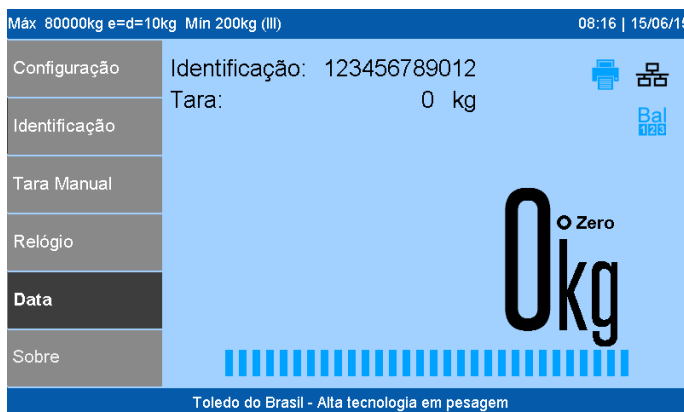 Máx 80000kg e=d=10kg Mín 200kg (III) 08:16 | 15/06/15
Configuração
Identificação
Tara Manual
Relógio
Data
Sobre
Identificação: 123456789012
Tara: 0 kg
Bal
123
Zero
0kg
Toledo do Brasil - Alta tecnologia em pesagem